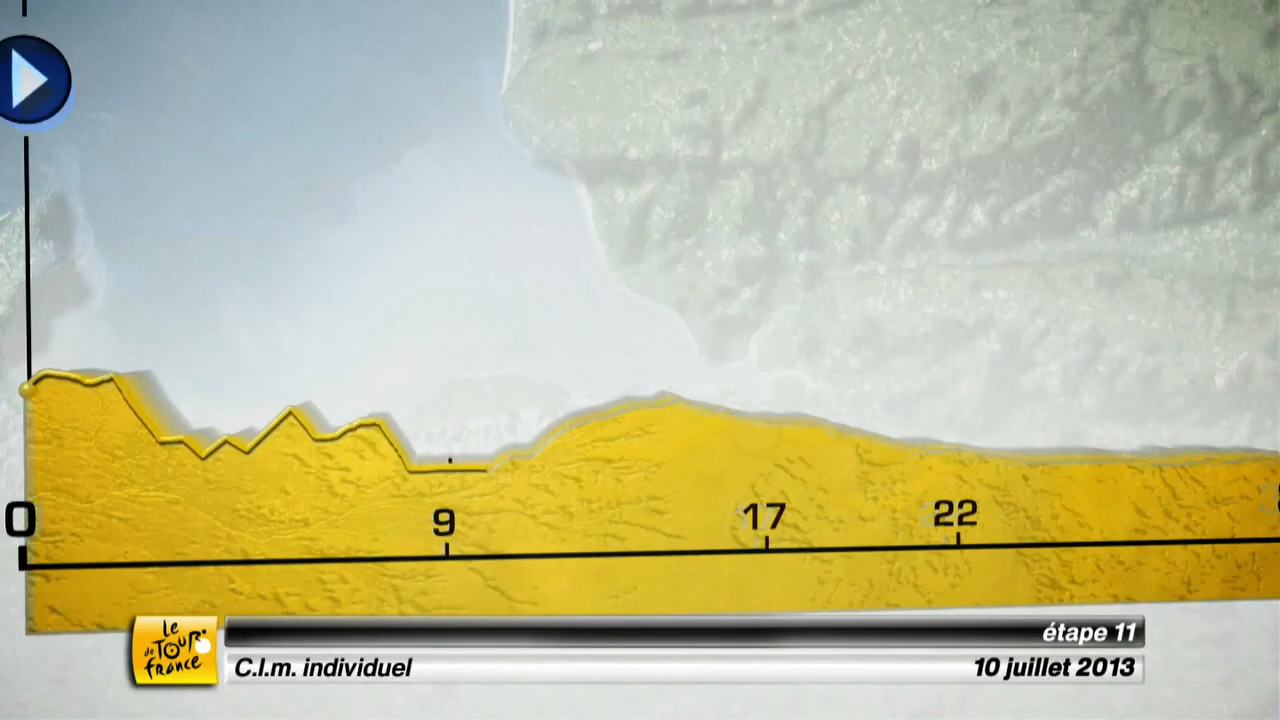 0
9
17
22
le
de TOUR
france
étape 11
C.l.m. individuel
10 juillet 2013